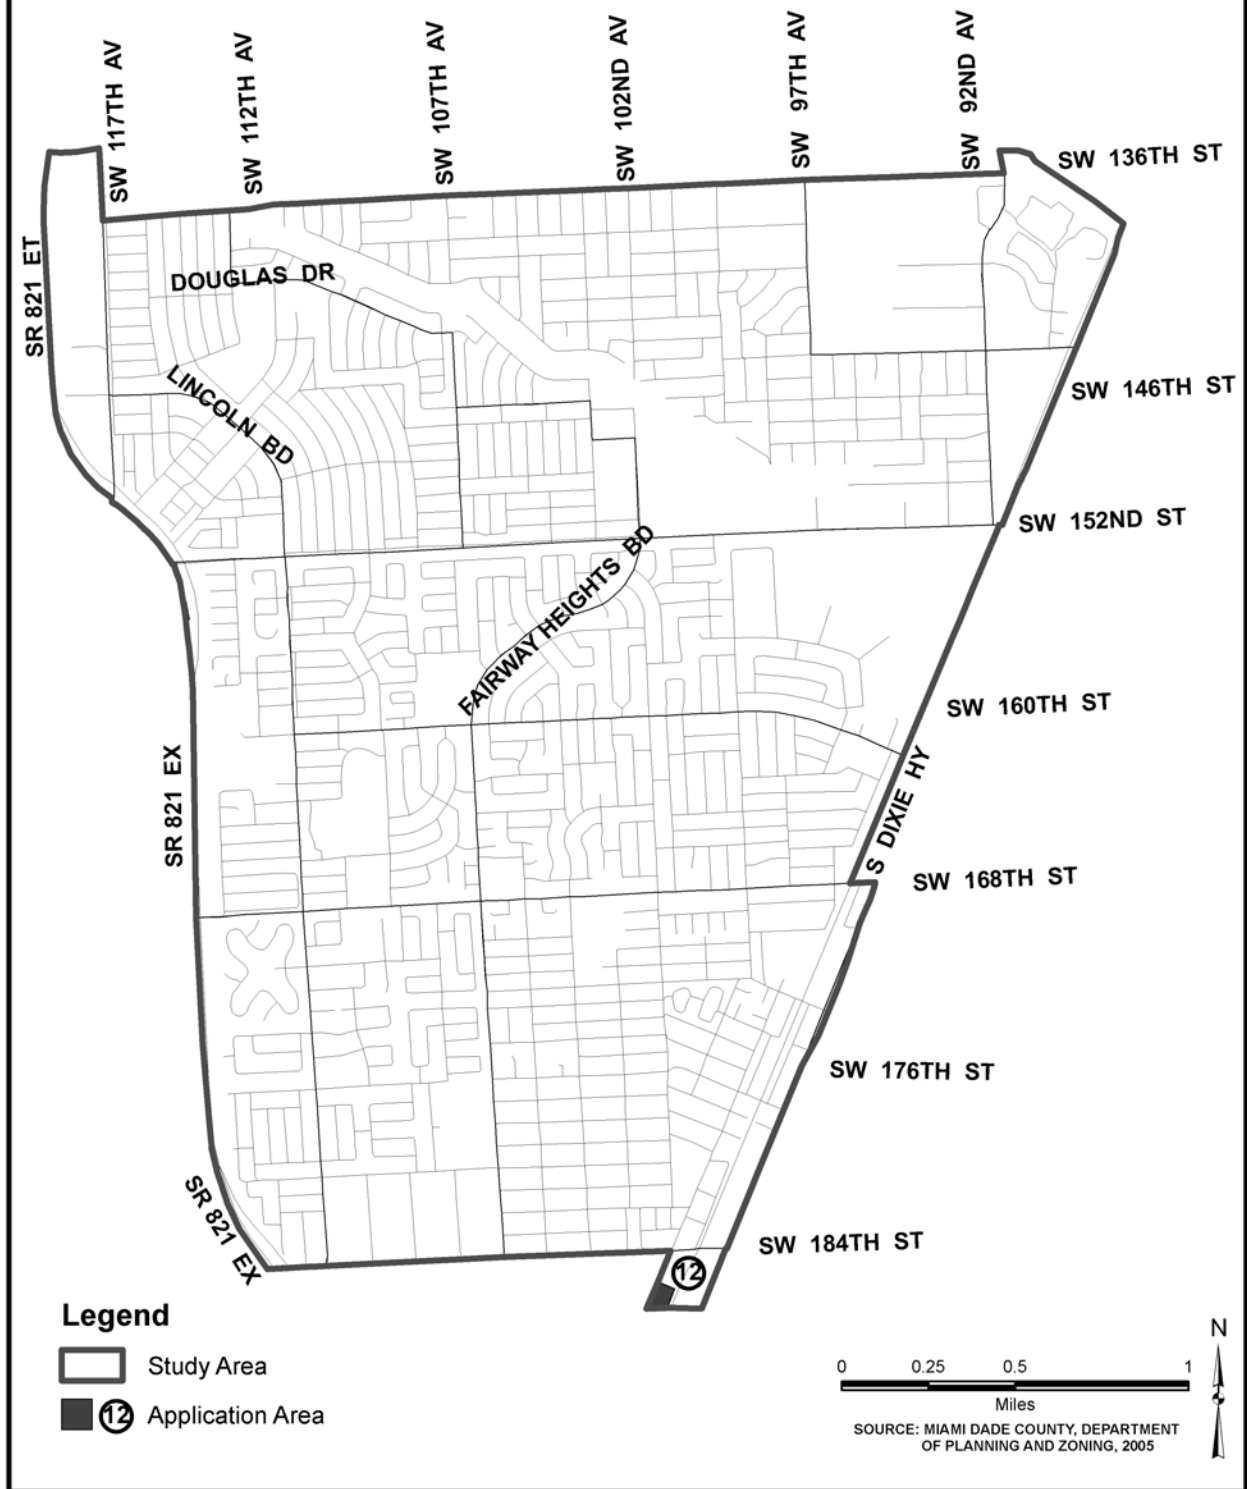 SW 117TH AV
SW 112TH AV
SW 107TH AV
SW 102ND AV
SW 97TH AV
SW 92ND AV
SW 136TH ST
SR 821 ET
DOUGLAS DR
LINCOLN BD
SW 146TH ST
SW 152ND ST
FAIRWAY HEIGHTS BD
SW 160TH ST
SR 821 EX
S DIXIE HY
SW 168TH ST
SW 176TH ST
SR 821 EX
SW 184TH ST
12
Legend
Study Area
12 Application Area
N
0 0.25 0.5 1
Miles
SOURCE: MIAMI DADE COUNTY, DEPARTMENT
OF PLANNING AND ZONING, 2005